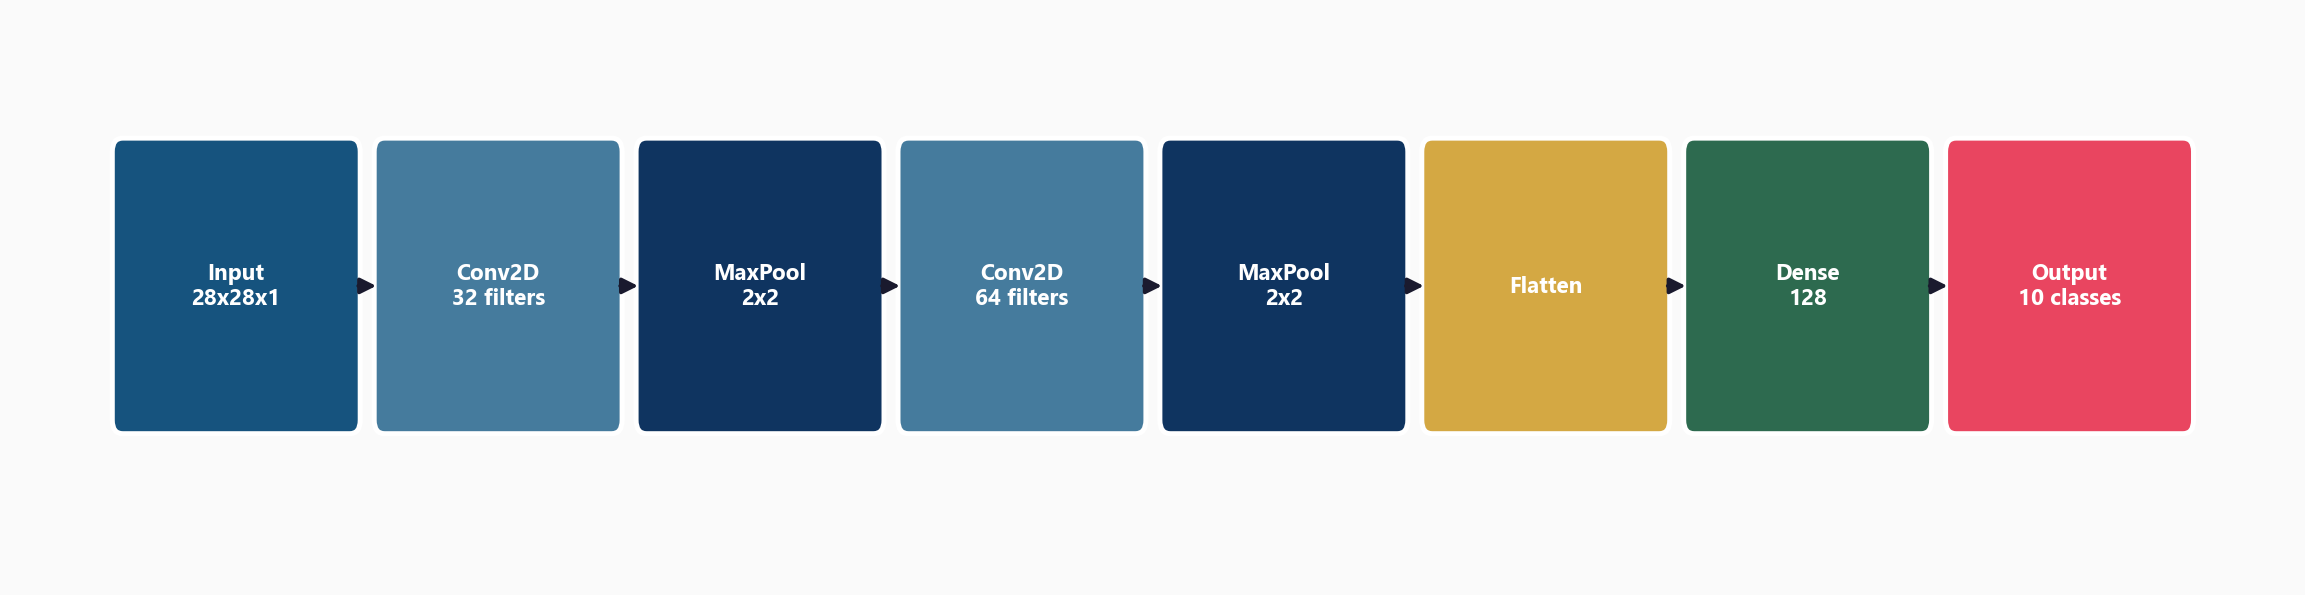 Input
28x28x1
Conv2D
32 filters
MaxPool
2x2
Conv2D
64 filters
MaxPool
2x2
Flatten
Dense
128
Output
10 classes